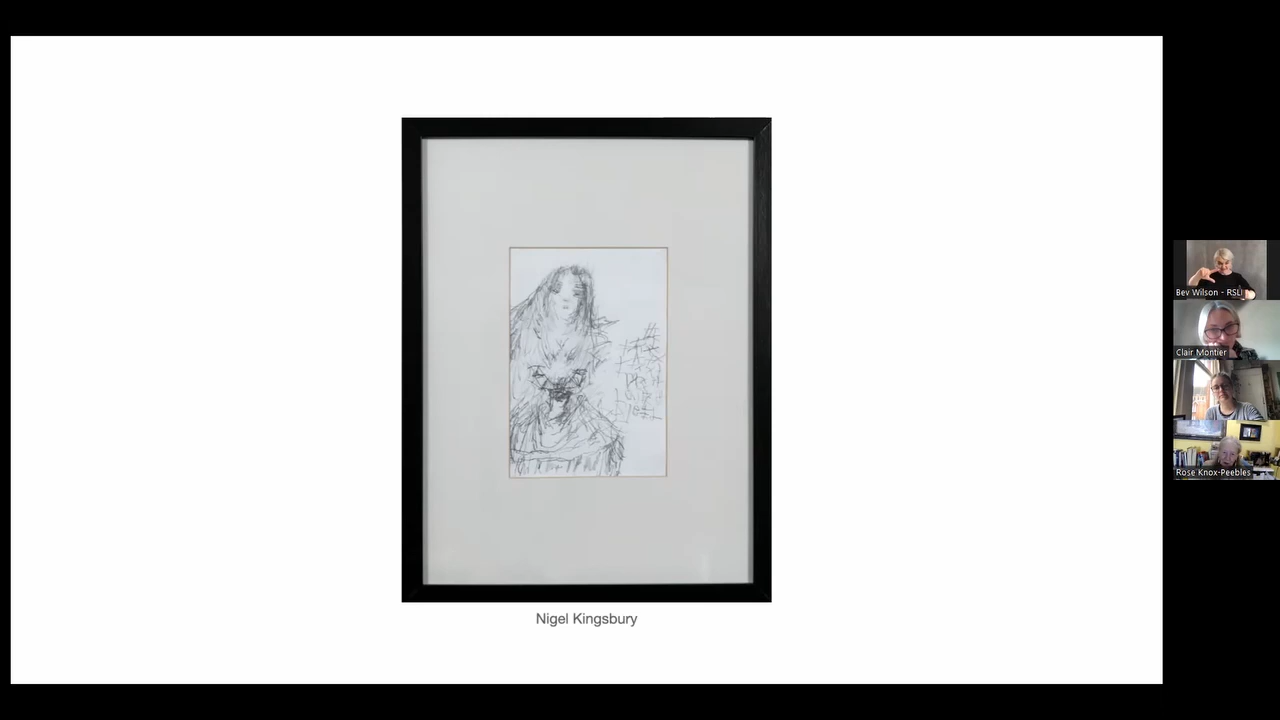 Nigel Kingsbury
Bev Wilson - RSLI
Clair Montier
Rose Knox-Peebles